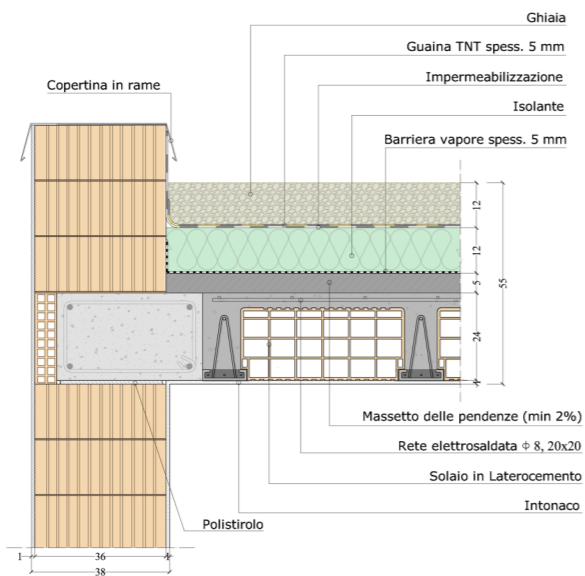 Ghiaia
Guaina TNT spess. 5 mm
Impermeabilizzazione
Copertina in rame
Isolante
Barriera vapore spess. 5 mm
12
12
5
55
24
1
Massetto delle pendenze (min 2%)
Rete elettrosaldata Φ 8, 20x20
Solaio in Laterocemento
Intonaco
Polistirolo
1
36
1
38